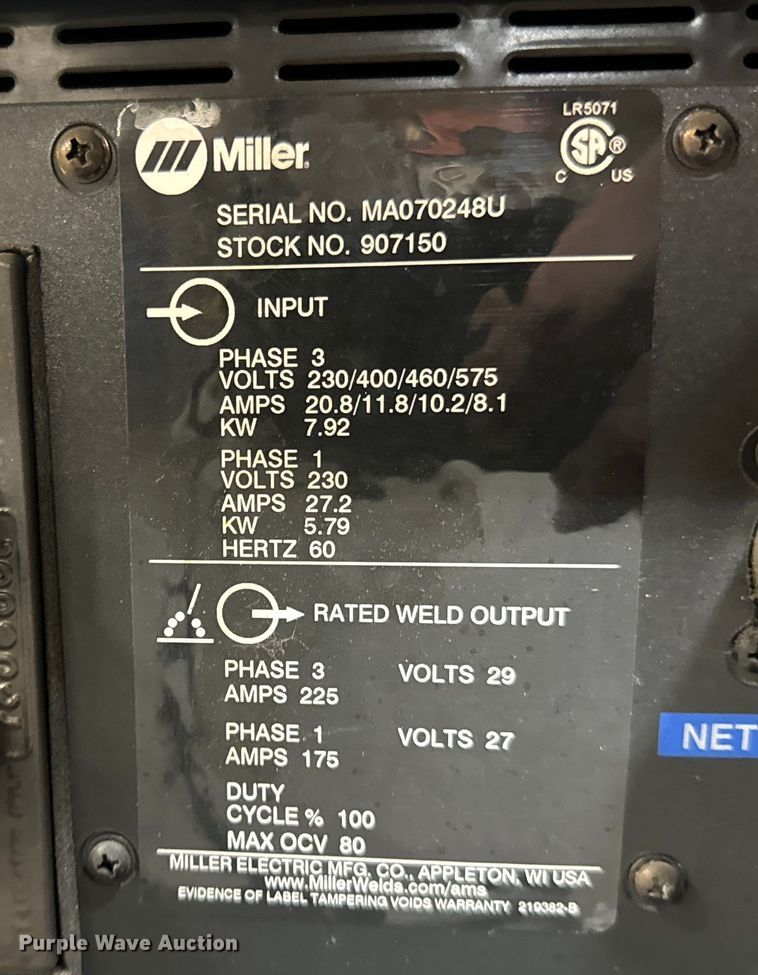 LR5071
Miller®
SA ®
C US
SERIAL NO. MA070248U
STOCK NO. 907150
INPUT
PHASE 3
VOLTS 230/400/460/575
AMPS 20.8/11.8/10.2/8.1
KW 7.92
PHASE 1
VOLTS 230
AMPS 27.2
KW 5.79
HERTZ 60
RATED WELD OUTPUT
PHASE 3 VOLTS 29
AMPS 225
PHASE 1 VOLTS 27
AMPS 175
NET
DUTY
CYCLE % 100
MAX OCV 80
MILLER ELECTRIC MFG. CO., APPLETON, WI USA
www.MillerWelds.com/ams
EVIDENCE OF LABEL TAMPERING VOIDS WARRANTY 219382-B
Purple Wave Auction